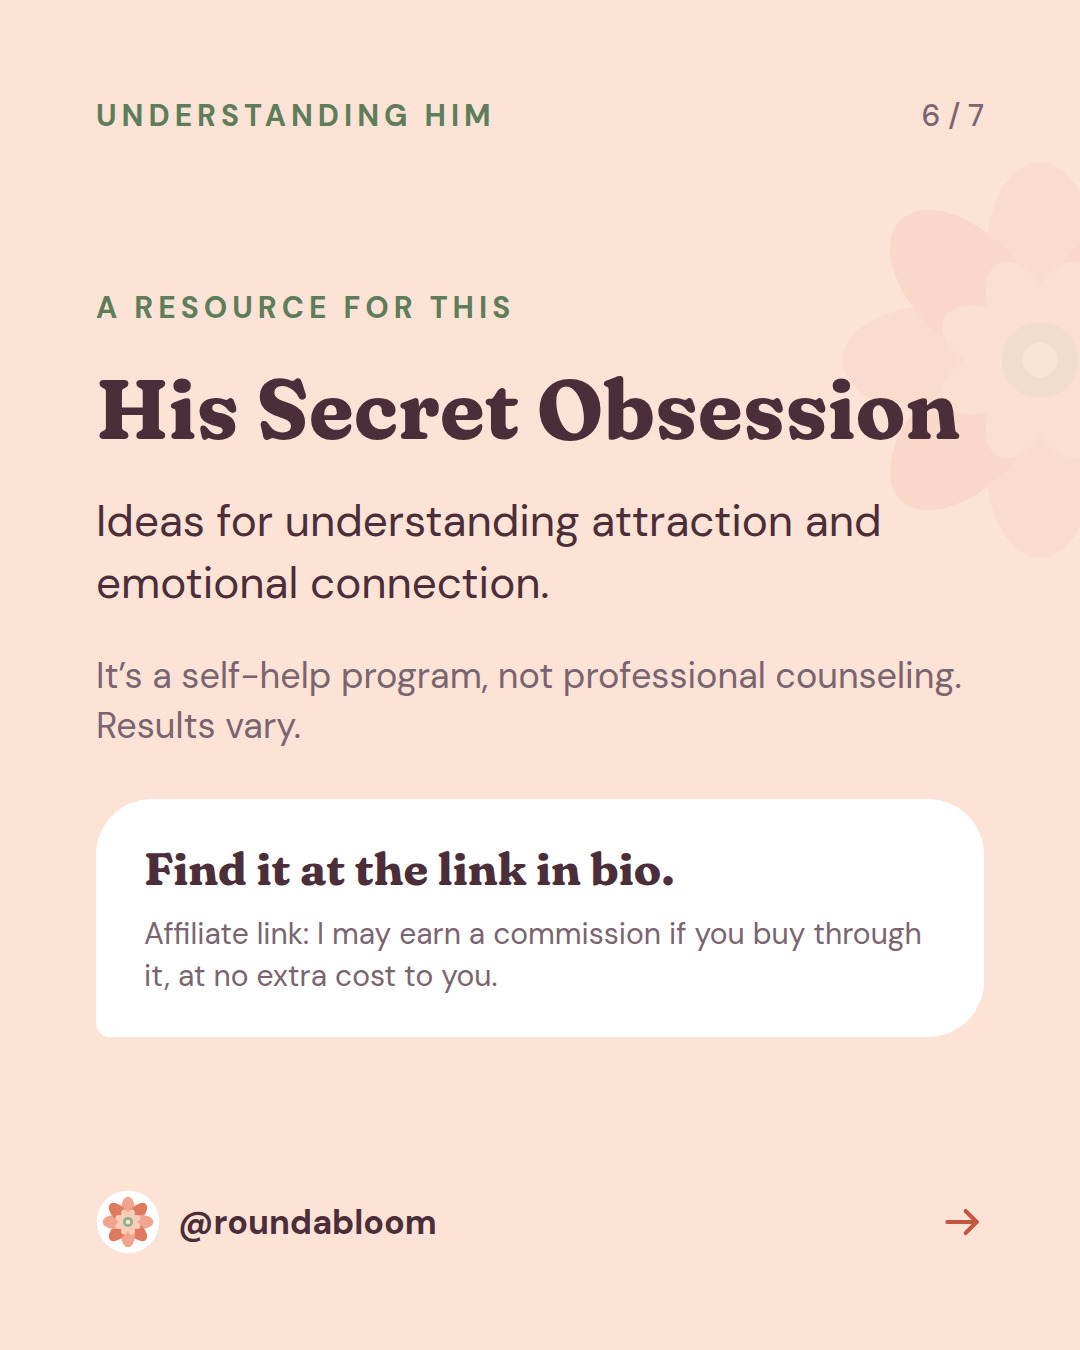 UNDERSTANDING HIM
6 / 7
A RESOURCE FOR THIS
His Secret Obsession
Ideas for understanding attraction and
emotional connection.
It’s a self-help program, not professional counseling.
Results vary.
Find it at the link in bio.
Affiliate link: I may earn a commission if you buy through
it, at no extra cost to you.
@roundabloom